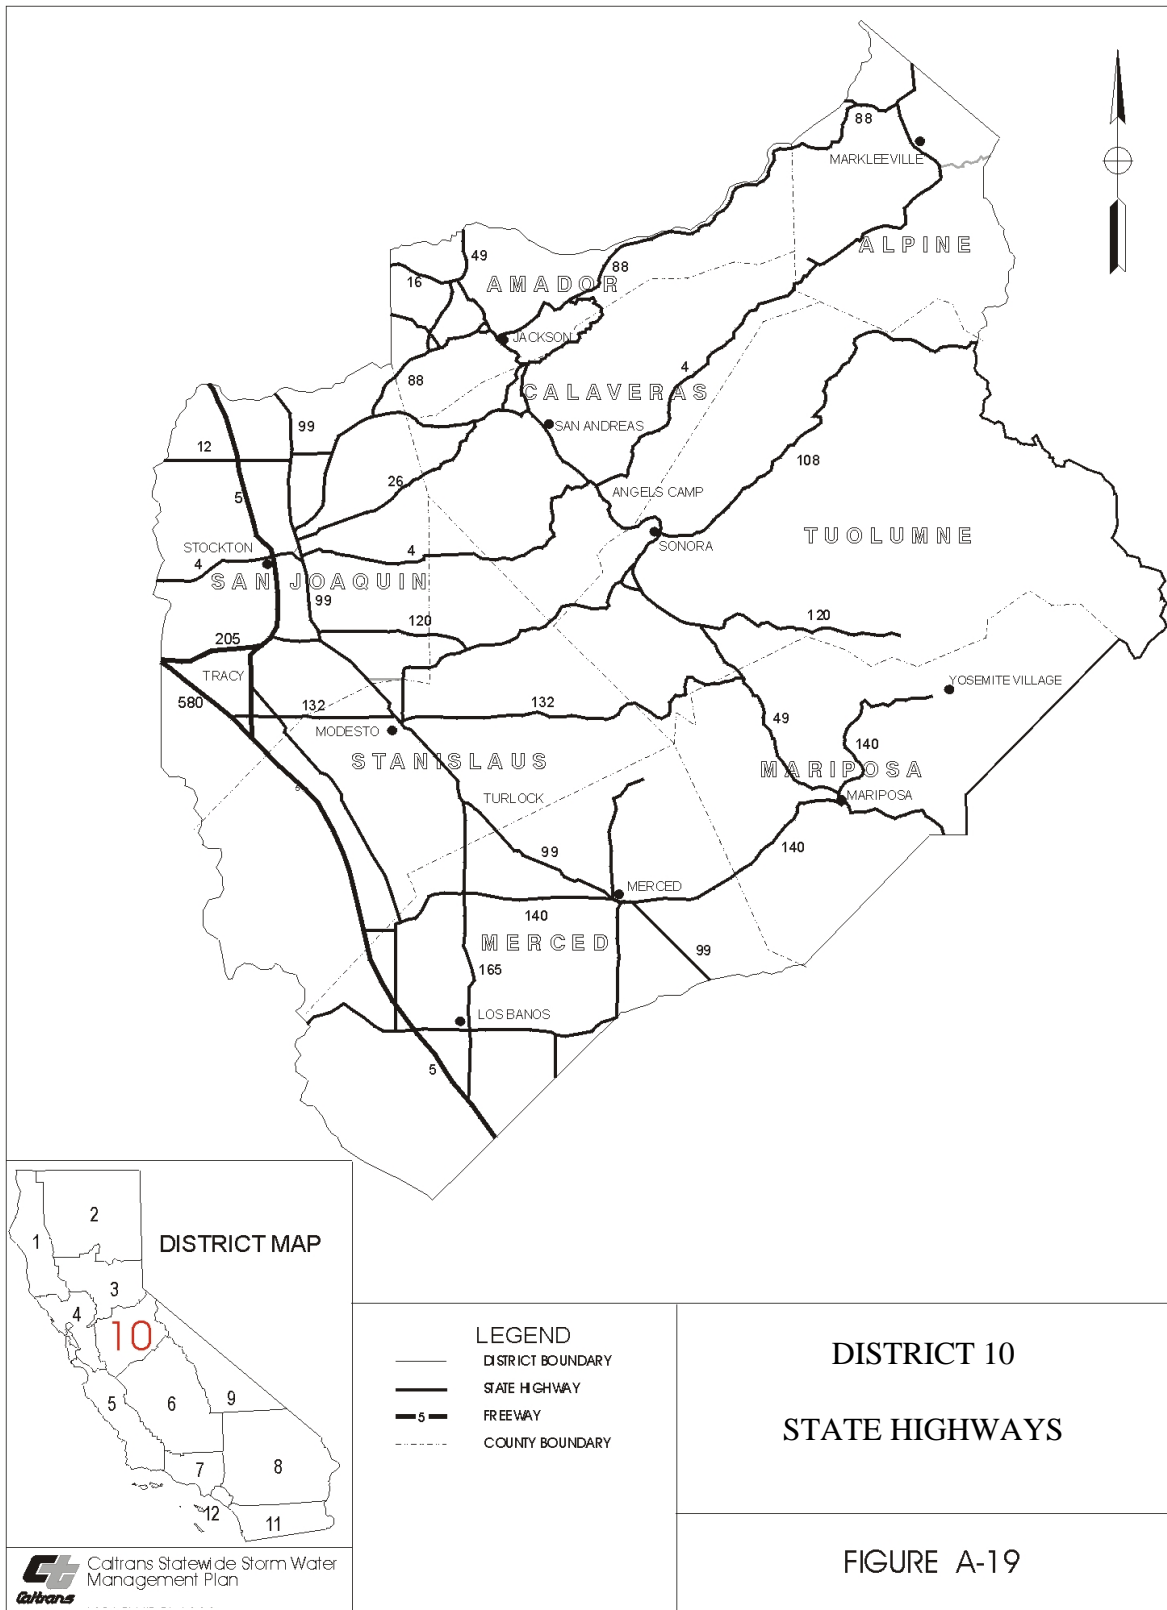 88
MARKLEEVILLE
ALPINE
49
88
16
AMADOR
JACKSON
88
4
CALAVERAS
99
SAN ANDREAS
12
108
26
5
ANGELS CAMP
TUOLUMNE
STOCKTON
4
SONORA
4
SAN JOAQUIN
99
120
120
205
TRACY
YOSEMITE VILLAGE
580
132
132
49
MODESTO
140
STANISLAUS
MARIPOSA
TURLOCK
MARIPOSA
99
140
MERCED
140
MERCED
99
165
LOS BANOS
5
DISTRICT MAP
1
2
3
4
10
5
6
9
7
8
12
11
Caltrans Statewide Storm Water
Management Plan
Caltrans
LEGEND
DISTRICT BOUNDARY
STATE HIGHWAY
5 FREEWAY
COUNTY BOUNDARY
DISTRICT 10
STATE HIGHWAYS
FIGURE A-19